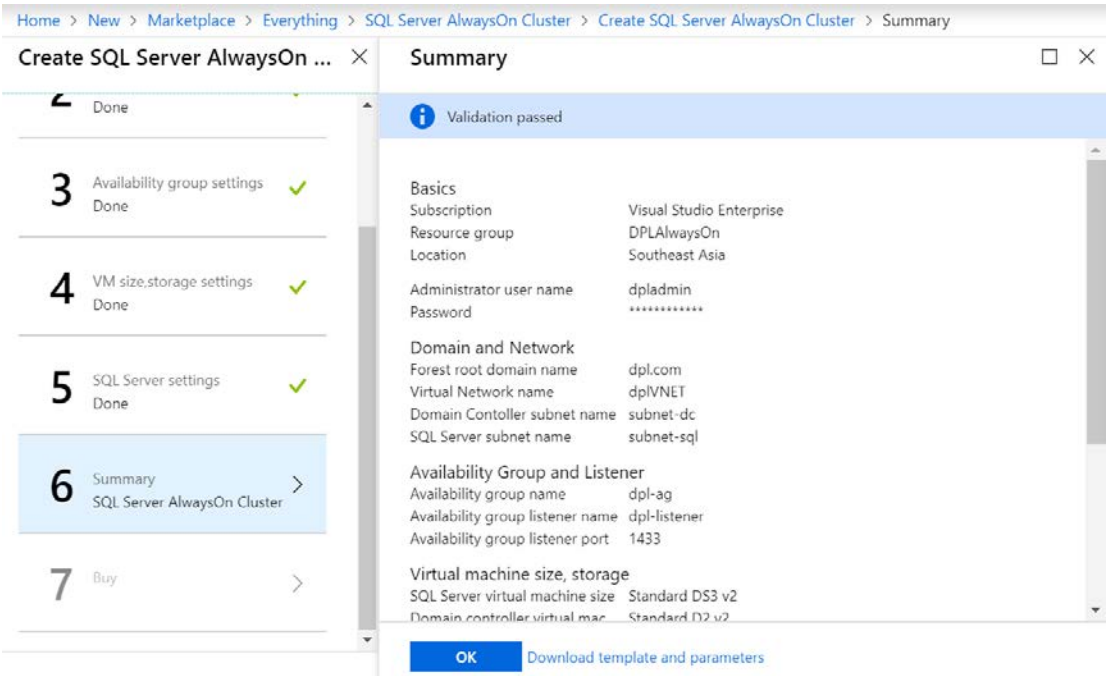 Home > New > Marketplace > Everything > SQL Server AlwaysOn Cluster > Create SQL Server AlwaysOn Cluster > Summary
Create SQL Server AlwaysOn ...
2
Done
3
Availability group settings
Done
4
VM size,storage settings
Done
5
SQL Server settings
Done
6
Summary
SQL Server AlwaysOn Cluster
7
Buy
Summary
Validation passed
Basics
Subscription Visual Studio Enterprise
Resource group DPLAlwaysOn
Location Southeast Asia
Administrator user name dpladmin
Password ************
Domain and Network
Forest root domain name dpl.com
Virtual Network name dplVNET
Domain Contoller subnet name subnet-dc
SQL Server subnet name subnet-sql
Availability Group and Listener
Availability group name dpl-ag
Availability group listener name dpl-listener
Availability group listener port 1433
Virtual machine size, storage
SQL Server virtual machine size Standard DS3 v2
Domain controller virtual mac... Standard D2 v2
OK Download template and parameters